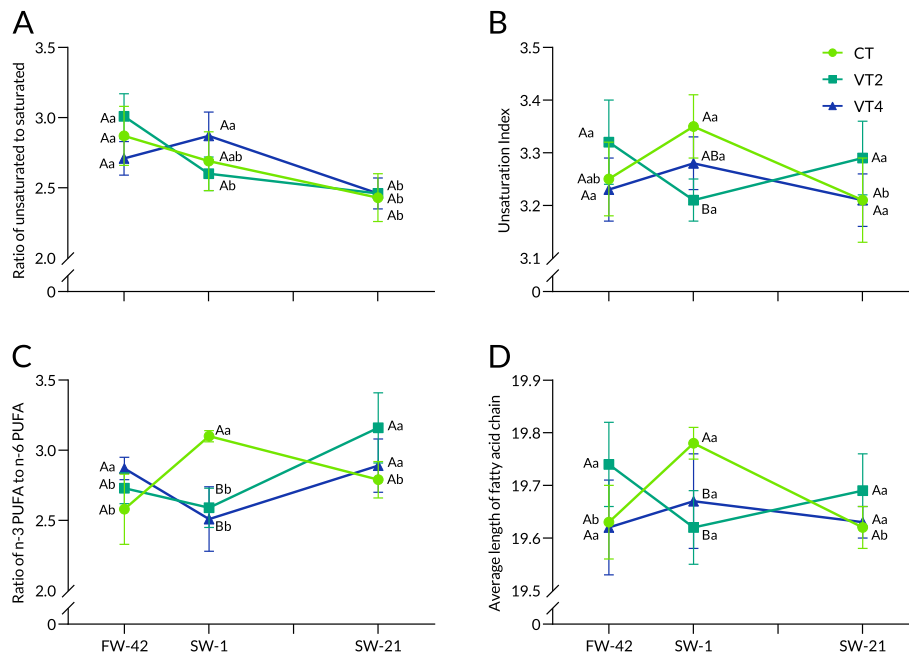 A
Ratio of unsaturated to saturated
3.5
3.0
2.5
2.0
0
Aa
Aa
Aa
Aa
Aab
Ab
Ab
Ab
Ab
B
Unsaturation Index
3.5
3.4
3.3
3.2
3.1
0
Aa
Aab
Aa
Aa
ABa
Ba
Aa
Ab
Aa
CT
VT2
VT4
C
Ratio of n-3 PUFA to n-6 PUFA
3.5
3.0
2.5
2.0
0
Aa
Ab
Ab
Aa
Bb
Bb
Aa
Aa
Ab
FW-42
SW-1
SW-21
D
Average length of fatty acid chain
19.9
19.8
19.7
19.6
19.5
0
Aa
Ab
Aa
Aa
Ba
Ba
Aa
Aa
Ab
FW-42
SW-1
SW-21